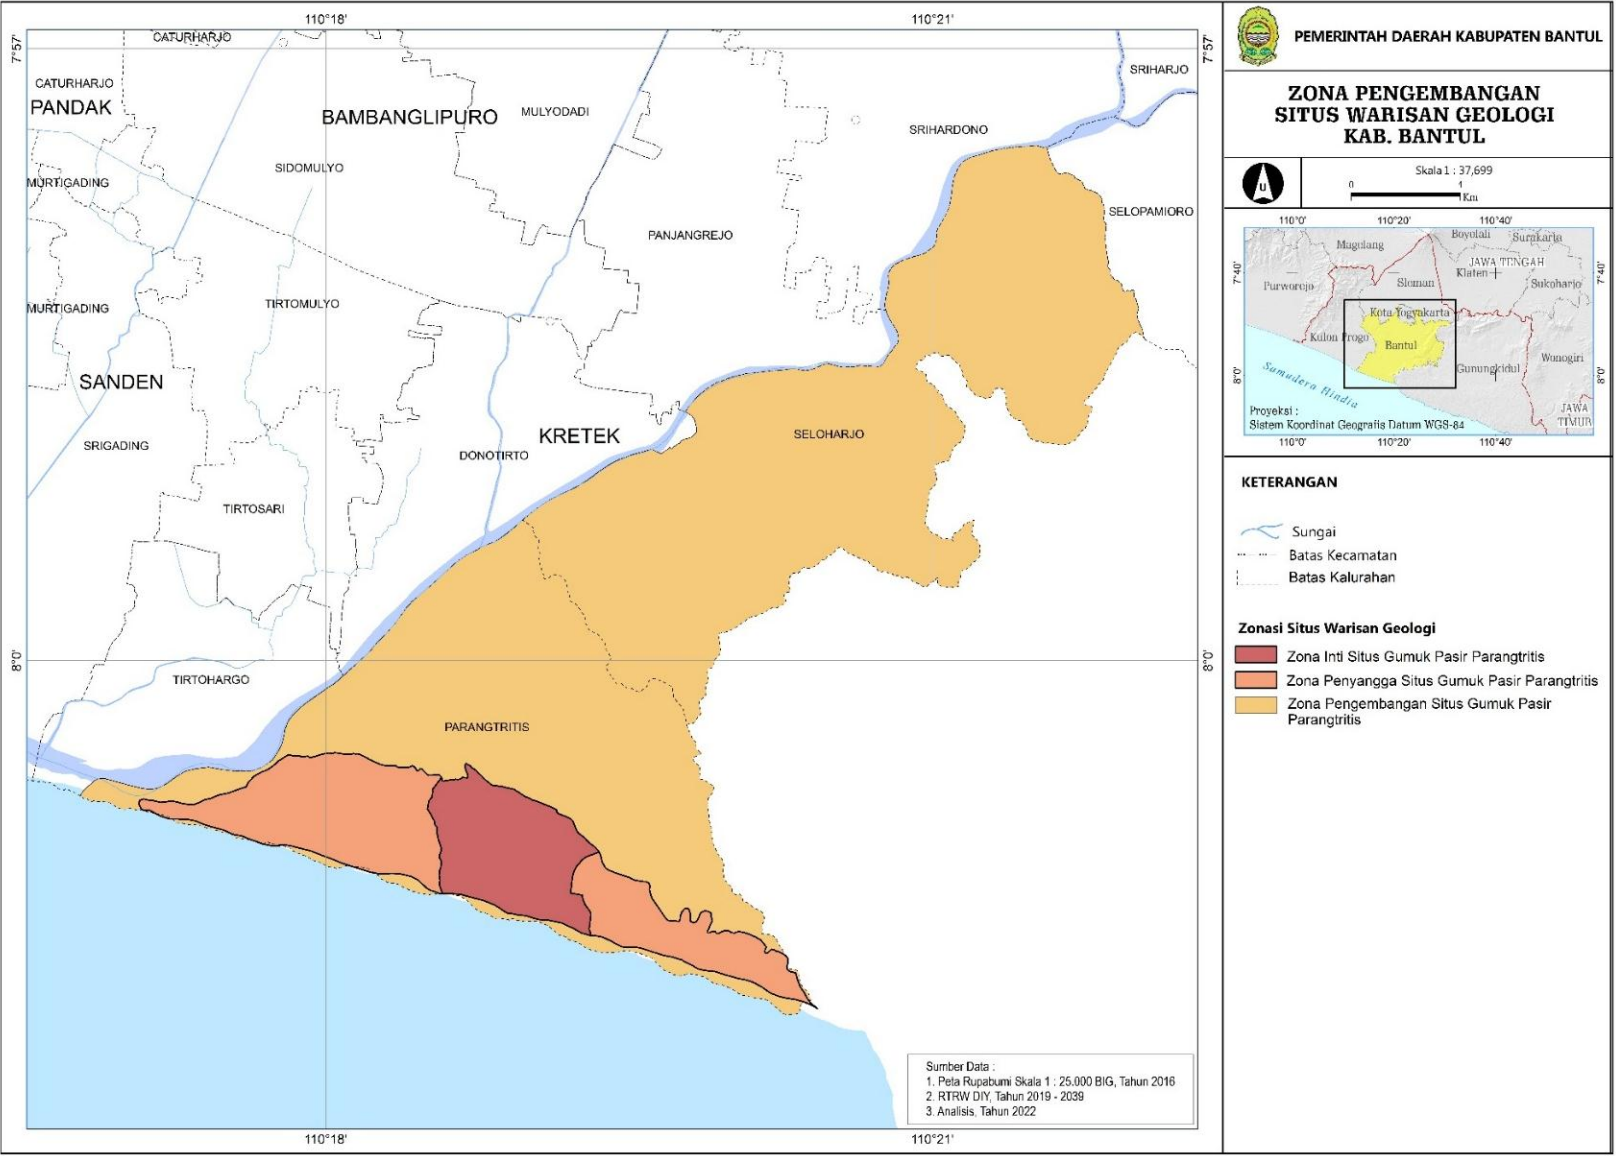 110°18'
110°21'
7°57'
7°57'
CATURHARJO
CATURHARJO
PANDAK
BAMBANGLIPURO
MULYODADI
SRIHARJO
SRIHARDONO
SIDOMULYO
MURTIGADING
SELOPAMIORO
PANJANGREJO
MURTIGADING
TIRTOMULYO
SANDEN
SRIGADING
KRETEK
SELOHARJO
DONOTIRTO
TIRTOSARI
8°0'
8°0'
TIRTOHARGO
PARANGTRITIS
Sumber Data :
1. Peta Rupabumi Skala 1 : 25.000 BIG, Tahun 2016
2. RTRW DIY, Tahun 2019 - 2039
3. Analisis, Tahun 2022
110°18'
110°21'
PEMERINTAH DAERAH KABUPATEN BANTUL
ZONA PENGEMBANGAN
SITUS WARISAN GEOLOGI
KAB. BANTUL
U
Skala 1 : 37,699
0 1
Km
110°0' 110°20' 110°40'
Magelang
Boyolali
Surakarta
JAWA TENGAH
7°40'
7°40'
Klaten
Purworejo
Sleman
Sukoharjo
Kota Yogyakarta
Kulon Progo
Bantul
Wonogiri
Gunungkidul
8°0'
8°0'
Samudera Hindia
JAWA
TIMUR
Proyeksi :
Sistem Koordinat Geografis Datum WGS-84
110°0' 110°20' 110°40'
KETERANGAN
Sungai
Batas Kecamatan
Batas Kalurahan
Zonasi Situs Warisan Geologi
Zona Inti Situs Gumuk Pasir Parangtritis
Zona Penyangga Situs Gumuk Pasir Parangtritis
Zona Pengembangan Situs Gumuk Pasir
Parangtritis